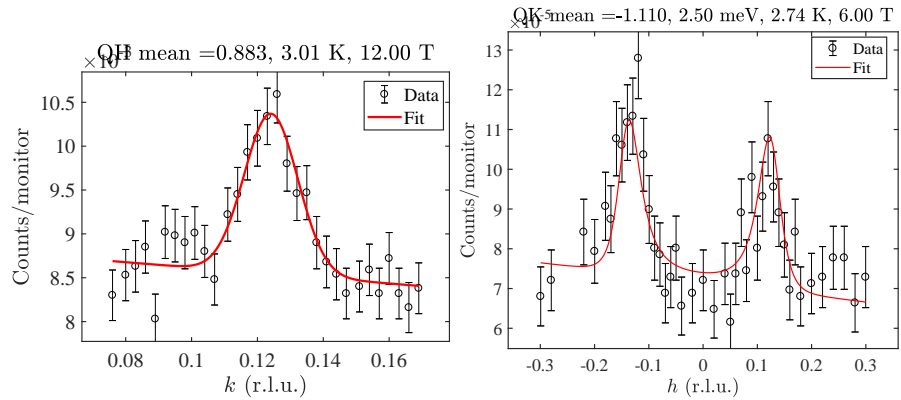 QH mean =0.883, 3.01 K, 12.00 T
10.5
10
9.5
9
8.5
8
Counts/monitor
Data
Fit
0.08 0.1 0.12 0.14 0.16
k (r.l.u.)
QK mean =-1.110, 2.50 meV, 2.74 K, 6.00 T
×10-5
13
12
11
10
9
8
7
6
Counts/monitor
Data
Fit
-0.3 -0.2 -0.1 0 0.1 0.2 0.3
h (r.l.u.)